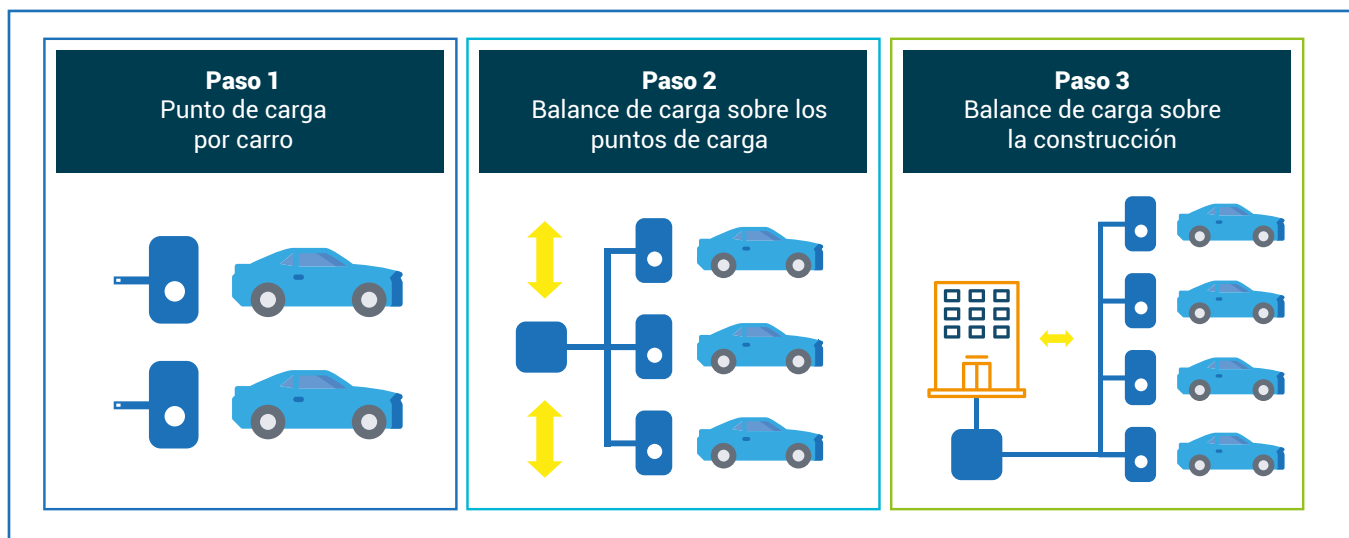 Paso 1
Punto de carga
por carro
Paso 2
Balance de carga sobre los
puntos de carga
Paso 3
Balance de carga sobre
la construcción